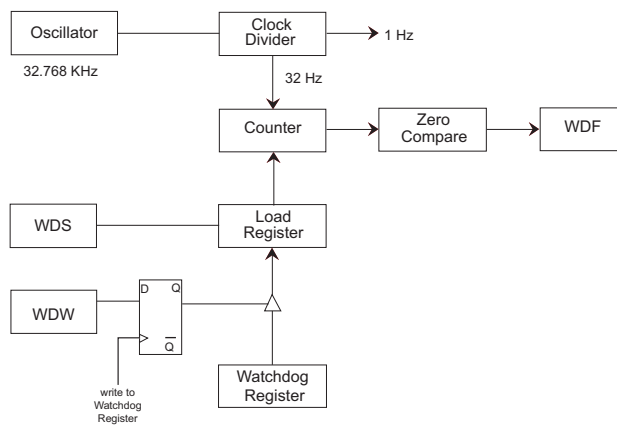 Oscillator
32.768 KHz
Clock
Divider
1 Hz
32 Hz
Counter
Zero
Compare
WDF
WDS
Load
Register
WDW
D
Q
Q
write to
Watchdog
Register
Watchdog
Register